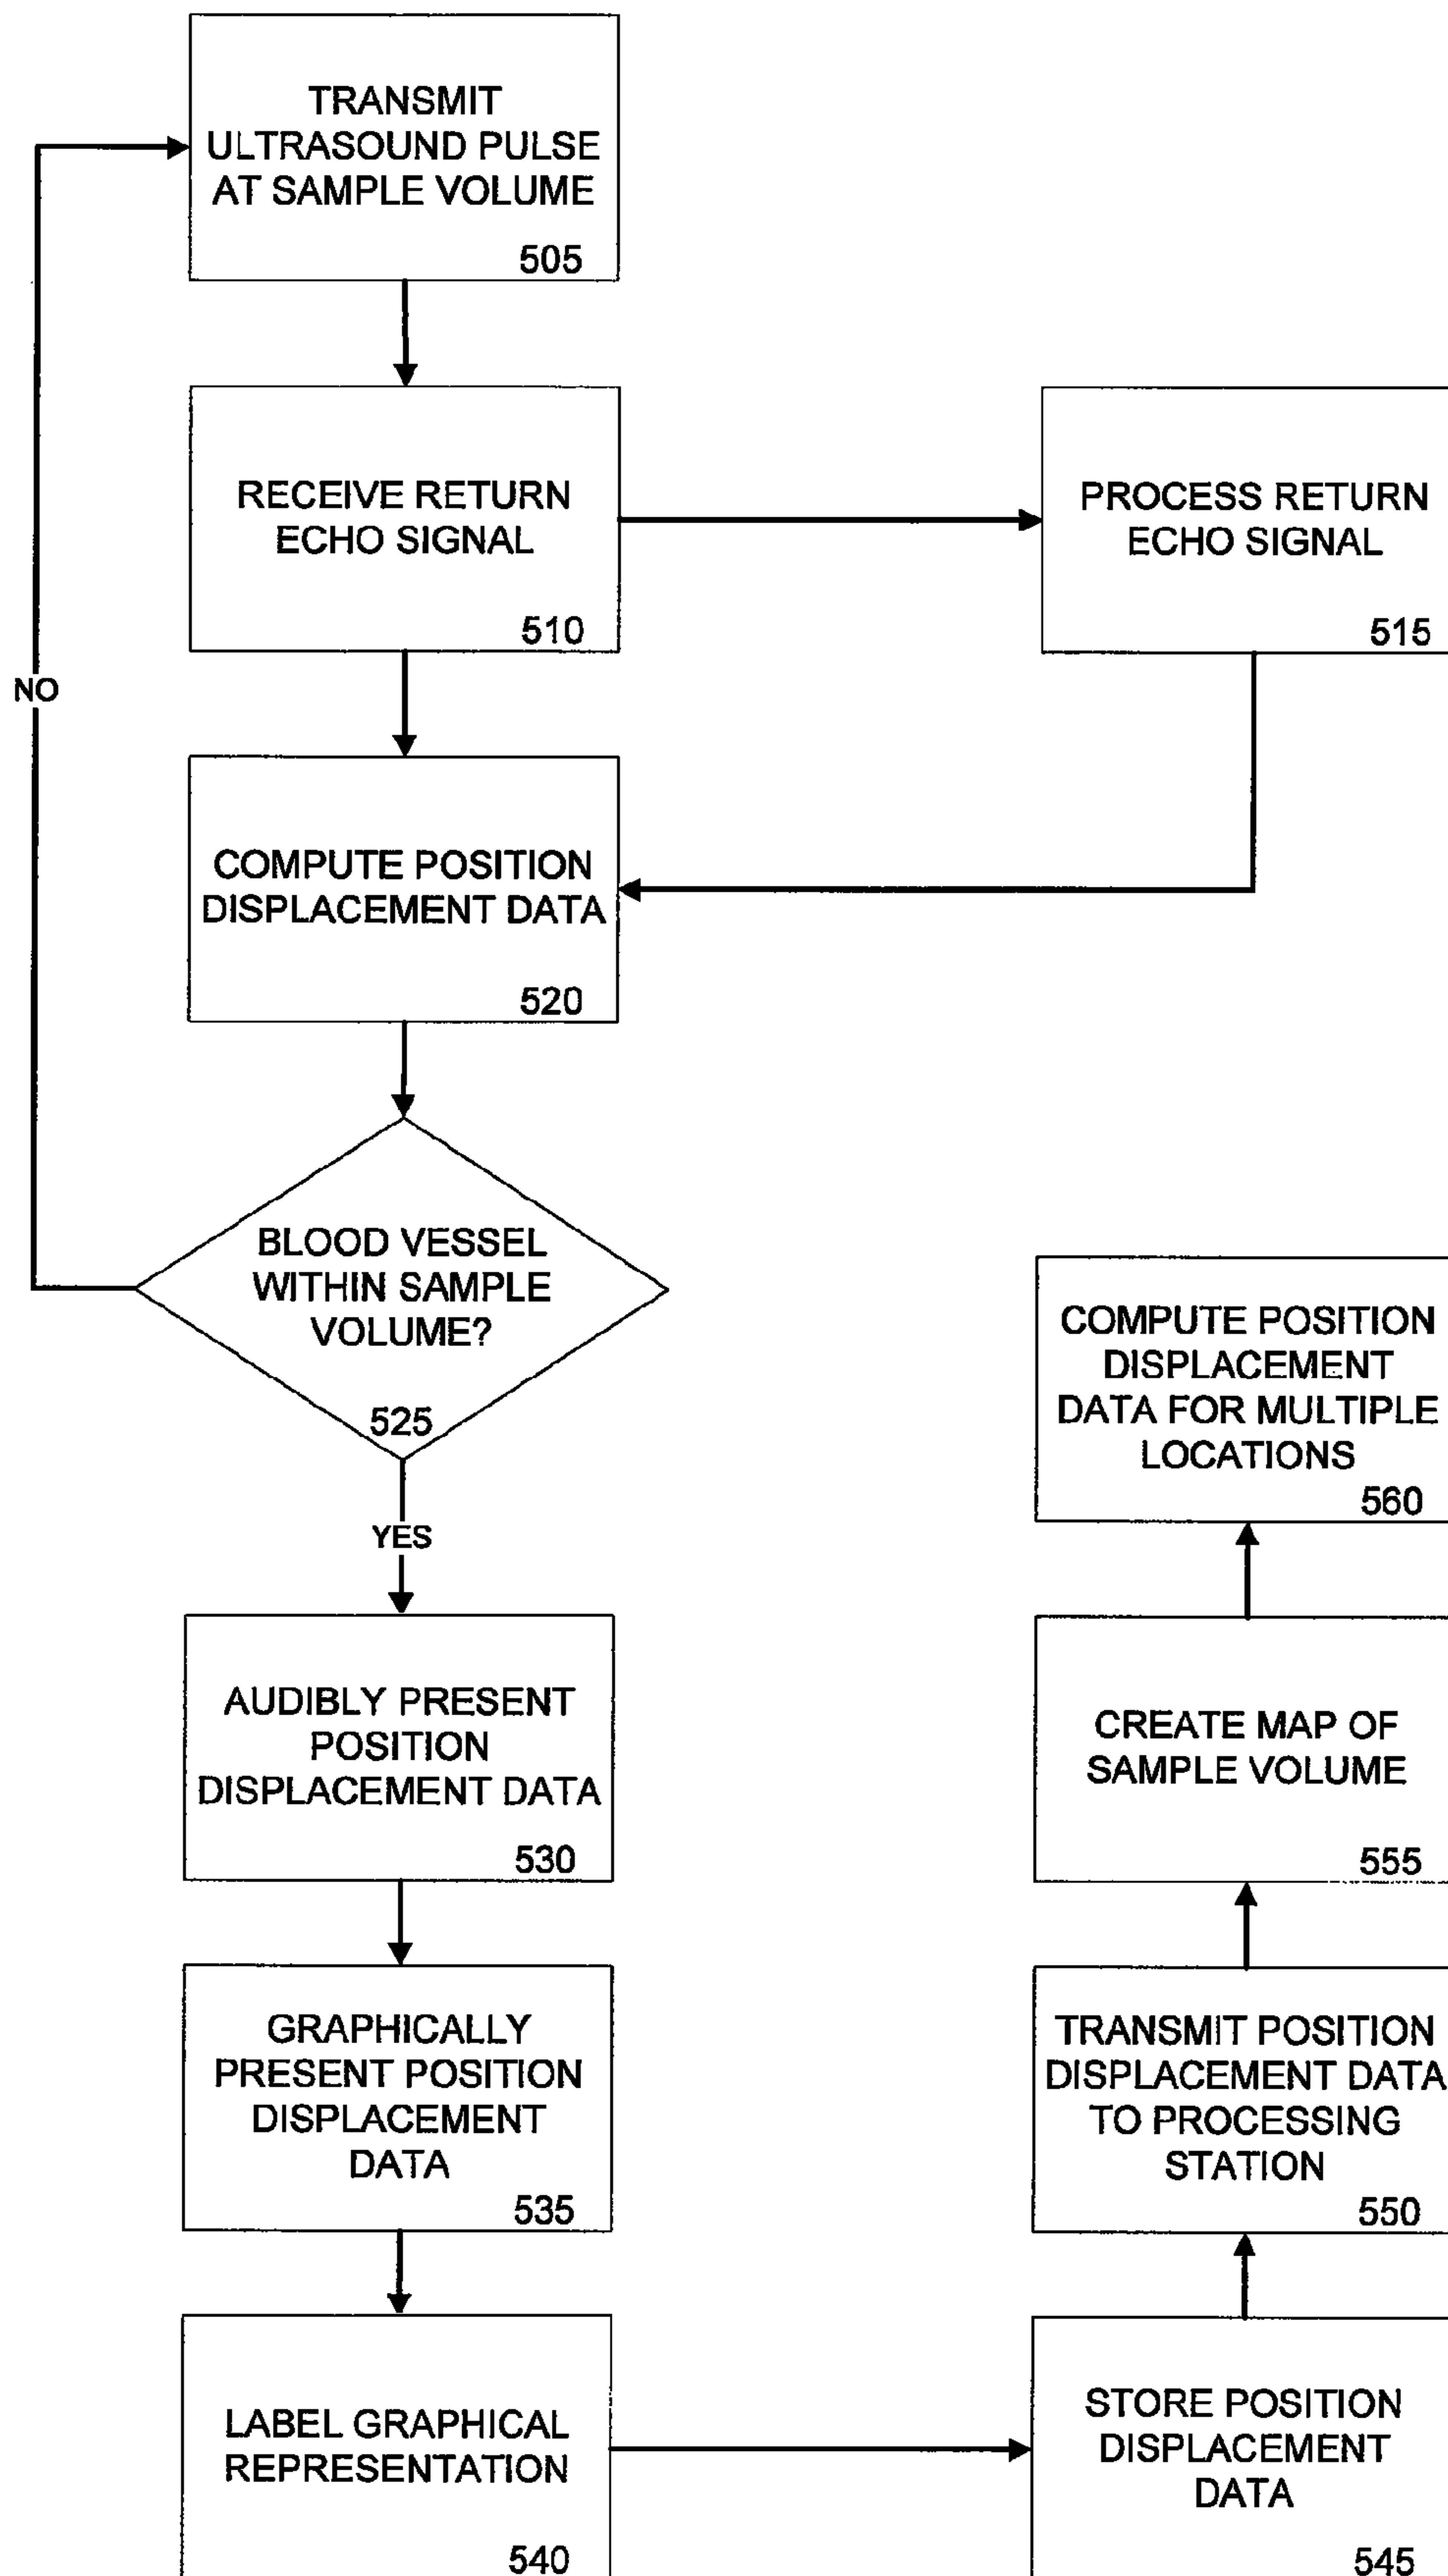 TRANSMIT
ULTRASOUND PULSE
AT SAMPLE VOLUME
505
RECEIVE RETURN
ECHO SIGNAL
510
PROCESS RETURN
ECHO SIGNAL
515
NO
COMPUTE POSITION
DISPLACEMENT DATA
520
BLOOD VESSEL
WITHIN SAMPLE
VOLUME?
525
YES
AUDIBLY PRESENT
POSITION
DISPLACEMENT DATA
530
GRAPHICALLY
PRESENT POSITION
DISPLACEMENT
DATA
535
LABEL GRAPHICAL
REPRESENTATION
540
STORE POSITION
DISPLACEMENT
DATA
545
TRANSMIT POSITION
DISPLACEMENT DATA
TO PROCESSING
STATION
550
CREATE MAP OF
SAMPLE VOLUME
555
COMPUTE POSITION
DISPLACEMENT
DATA FOR MULTIPLE
LOCATIONS
560